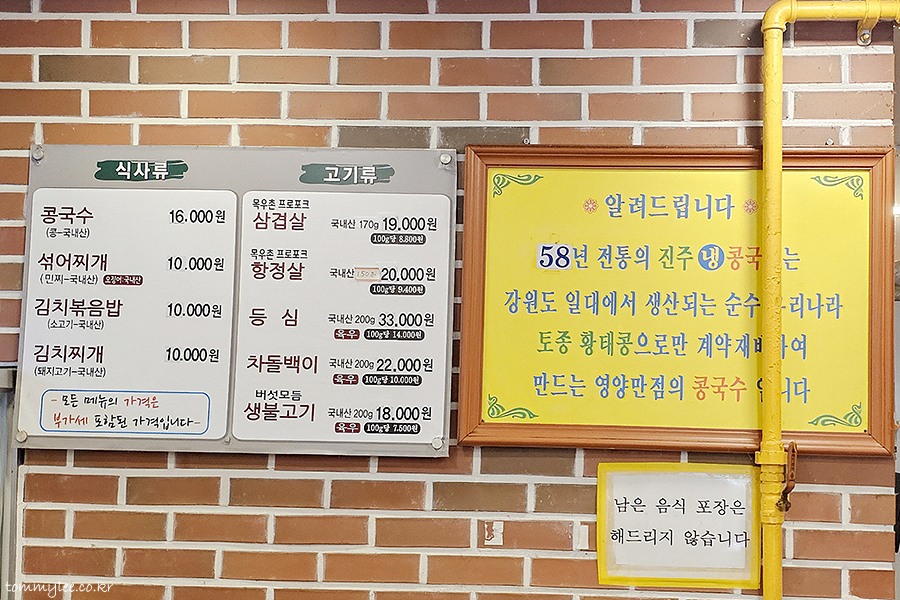 식사류
콩국수 16.000원
(콩-국내산)
섞어찌개 10.000원
(민찌-국내산) 오징어:국내산
김치볶음밥 10.000원
(소고기-국내산)
김치찌개 10.000원
(돼지고기-국내산)
- 모든 메뉴의 가격은
부가세 포함된 가격입니다-
고기류
목우촌 프로포크
삼겹살 국내산 170g 19.000원
100g당 8.800원
목우촌 프로포크
항정살 국내산 20.000원
100g당 9.400원
등 심 국내산 200g 33,000원
육우 100g당 14.000원
차돌백이 국내산 200g 22,000원
육우 100g당 10.000원
버섯모듬
생불고기 국내산 200g 18,000원
육우 100g당 7.500원
알려드립니다
58년 전통의 진주 냉 콩국 는
강원도 일대에서 생산되는 순수 리나라
토종 황태콩으로만 계약재 여
만드는 영양만점의 콩국수 니다
남은 음식 포장은
해드리지 않습니다
tommylee.co.kr